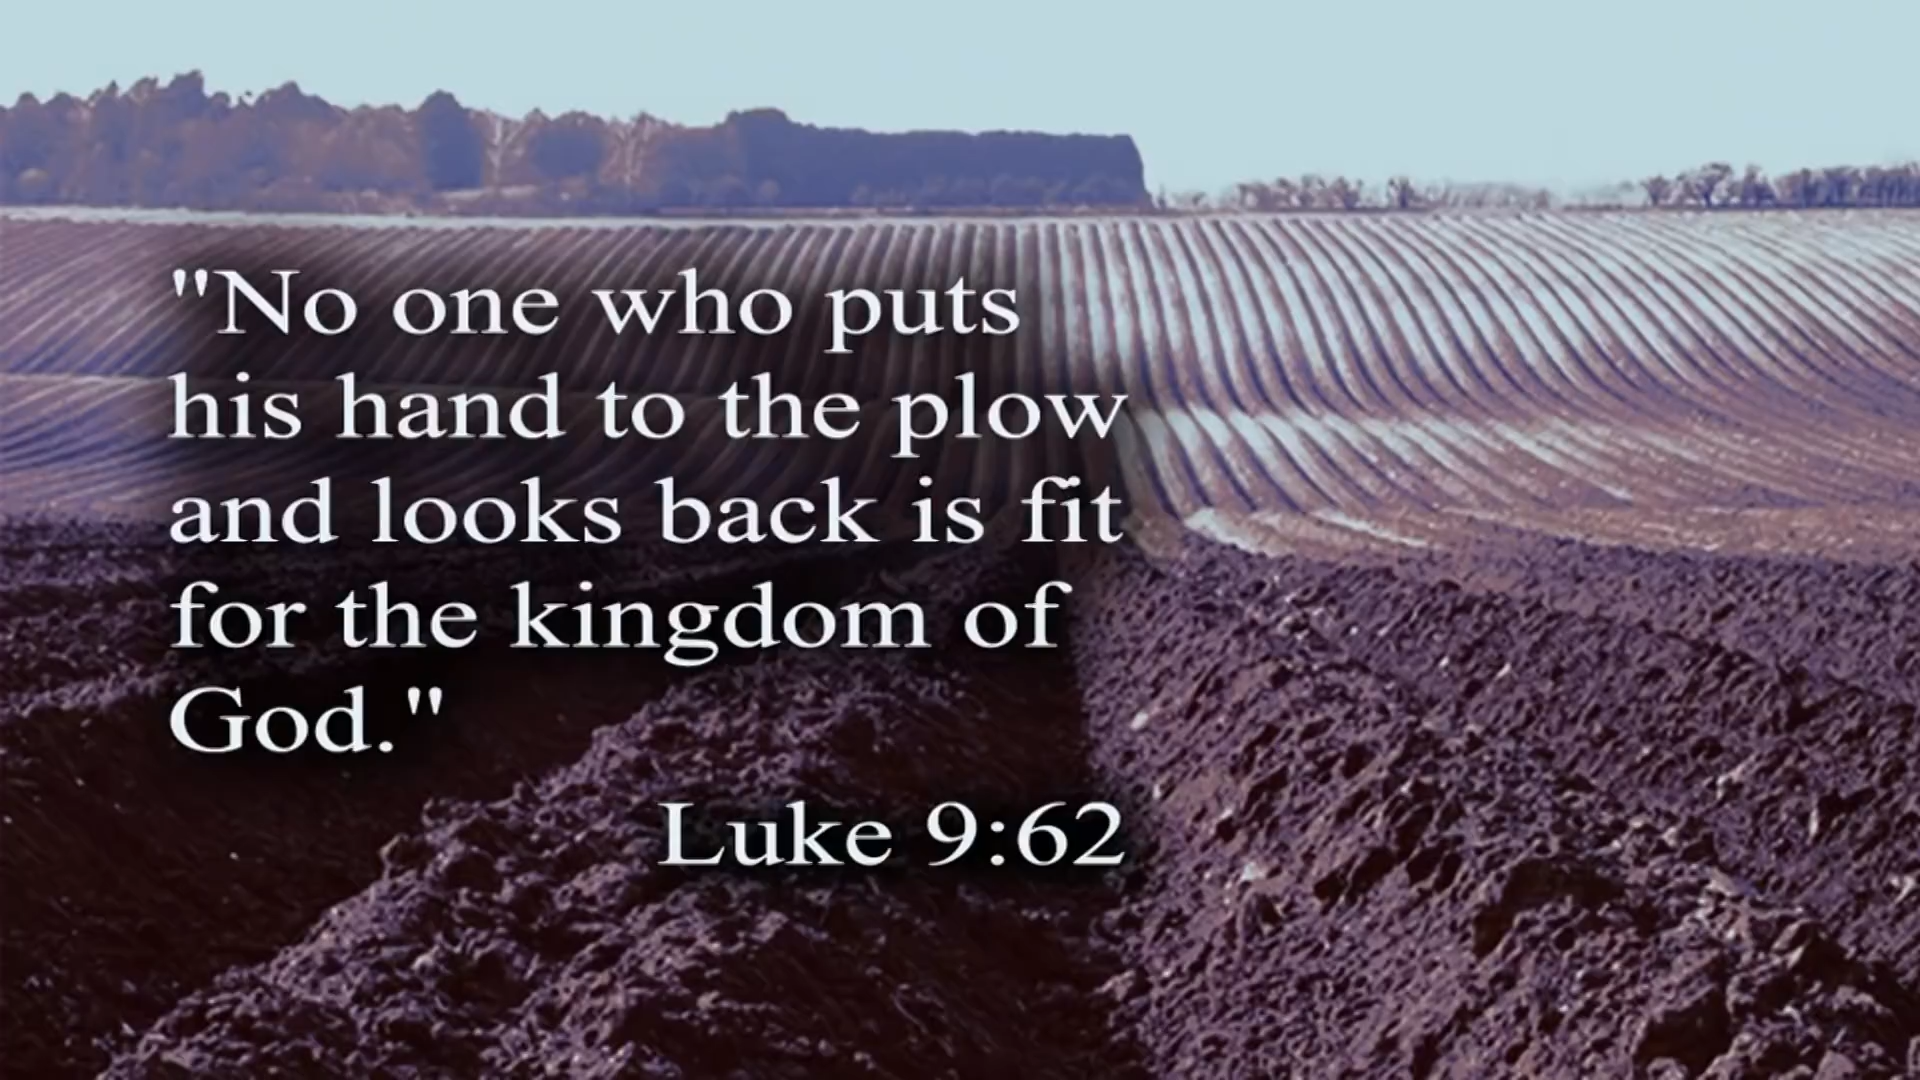 "No one who puts
his hand to the plow
and looks back is fit
for the kingdom of
God."
Luke 9:62